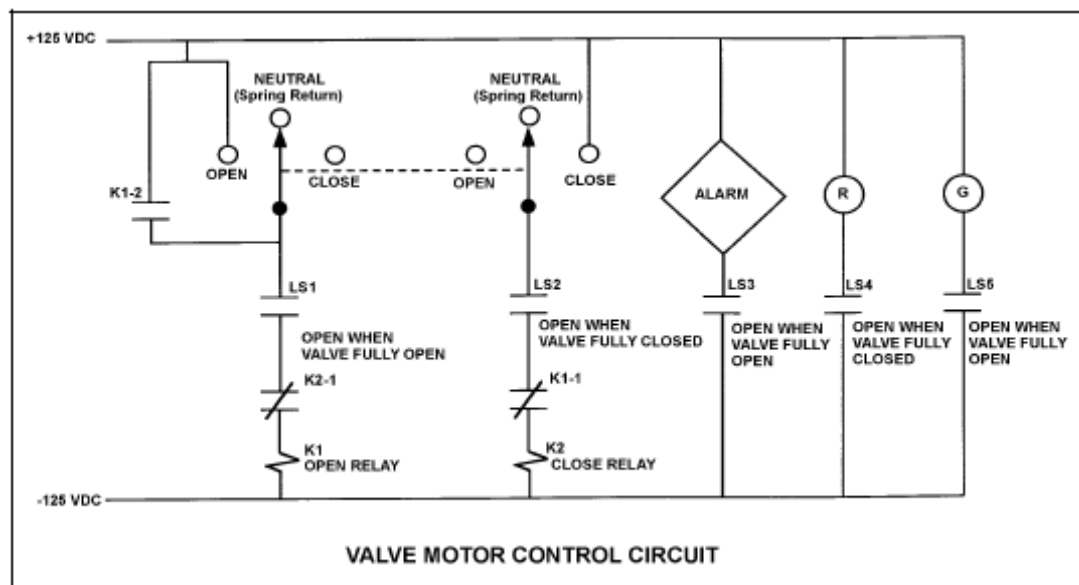 +125 VDC
NEUTRAL
(Spring Return)
NEUTRAL
(Spring Return)
OPEN
CLOSE
OPEN
CLOSE
ALARM
R
G
K1-2
LS1
OPEN WHEN
VALVE FULLY OPEN
LS2
OPEN WHEN
VALVE FULLY CLOSED
LS3
OPEN WHEN
VALVE FULLY
OPEN
LS4
OPEN WHEN
VALVE FULLY
CLOSED
LS5
OPEN WHEN
VALVE FULLY
OPEN
K2-1
K1-1
K1
OPEN RELAY
K2
CLOSE RELAY
-125 VDC
VALVE MOTOR CONTROL CIRCUIT